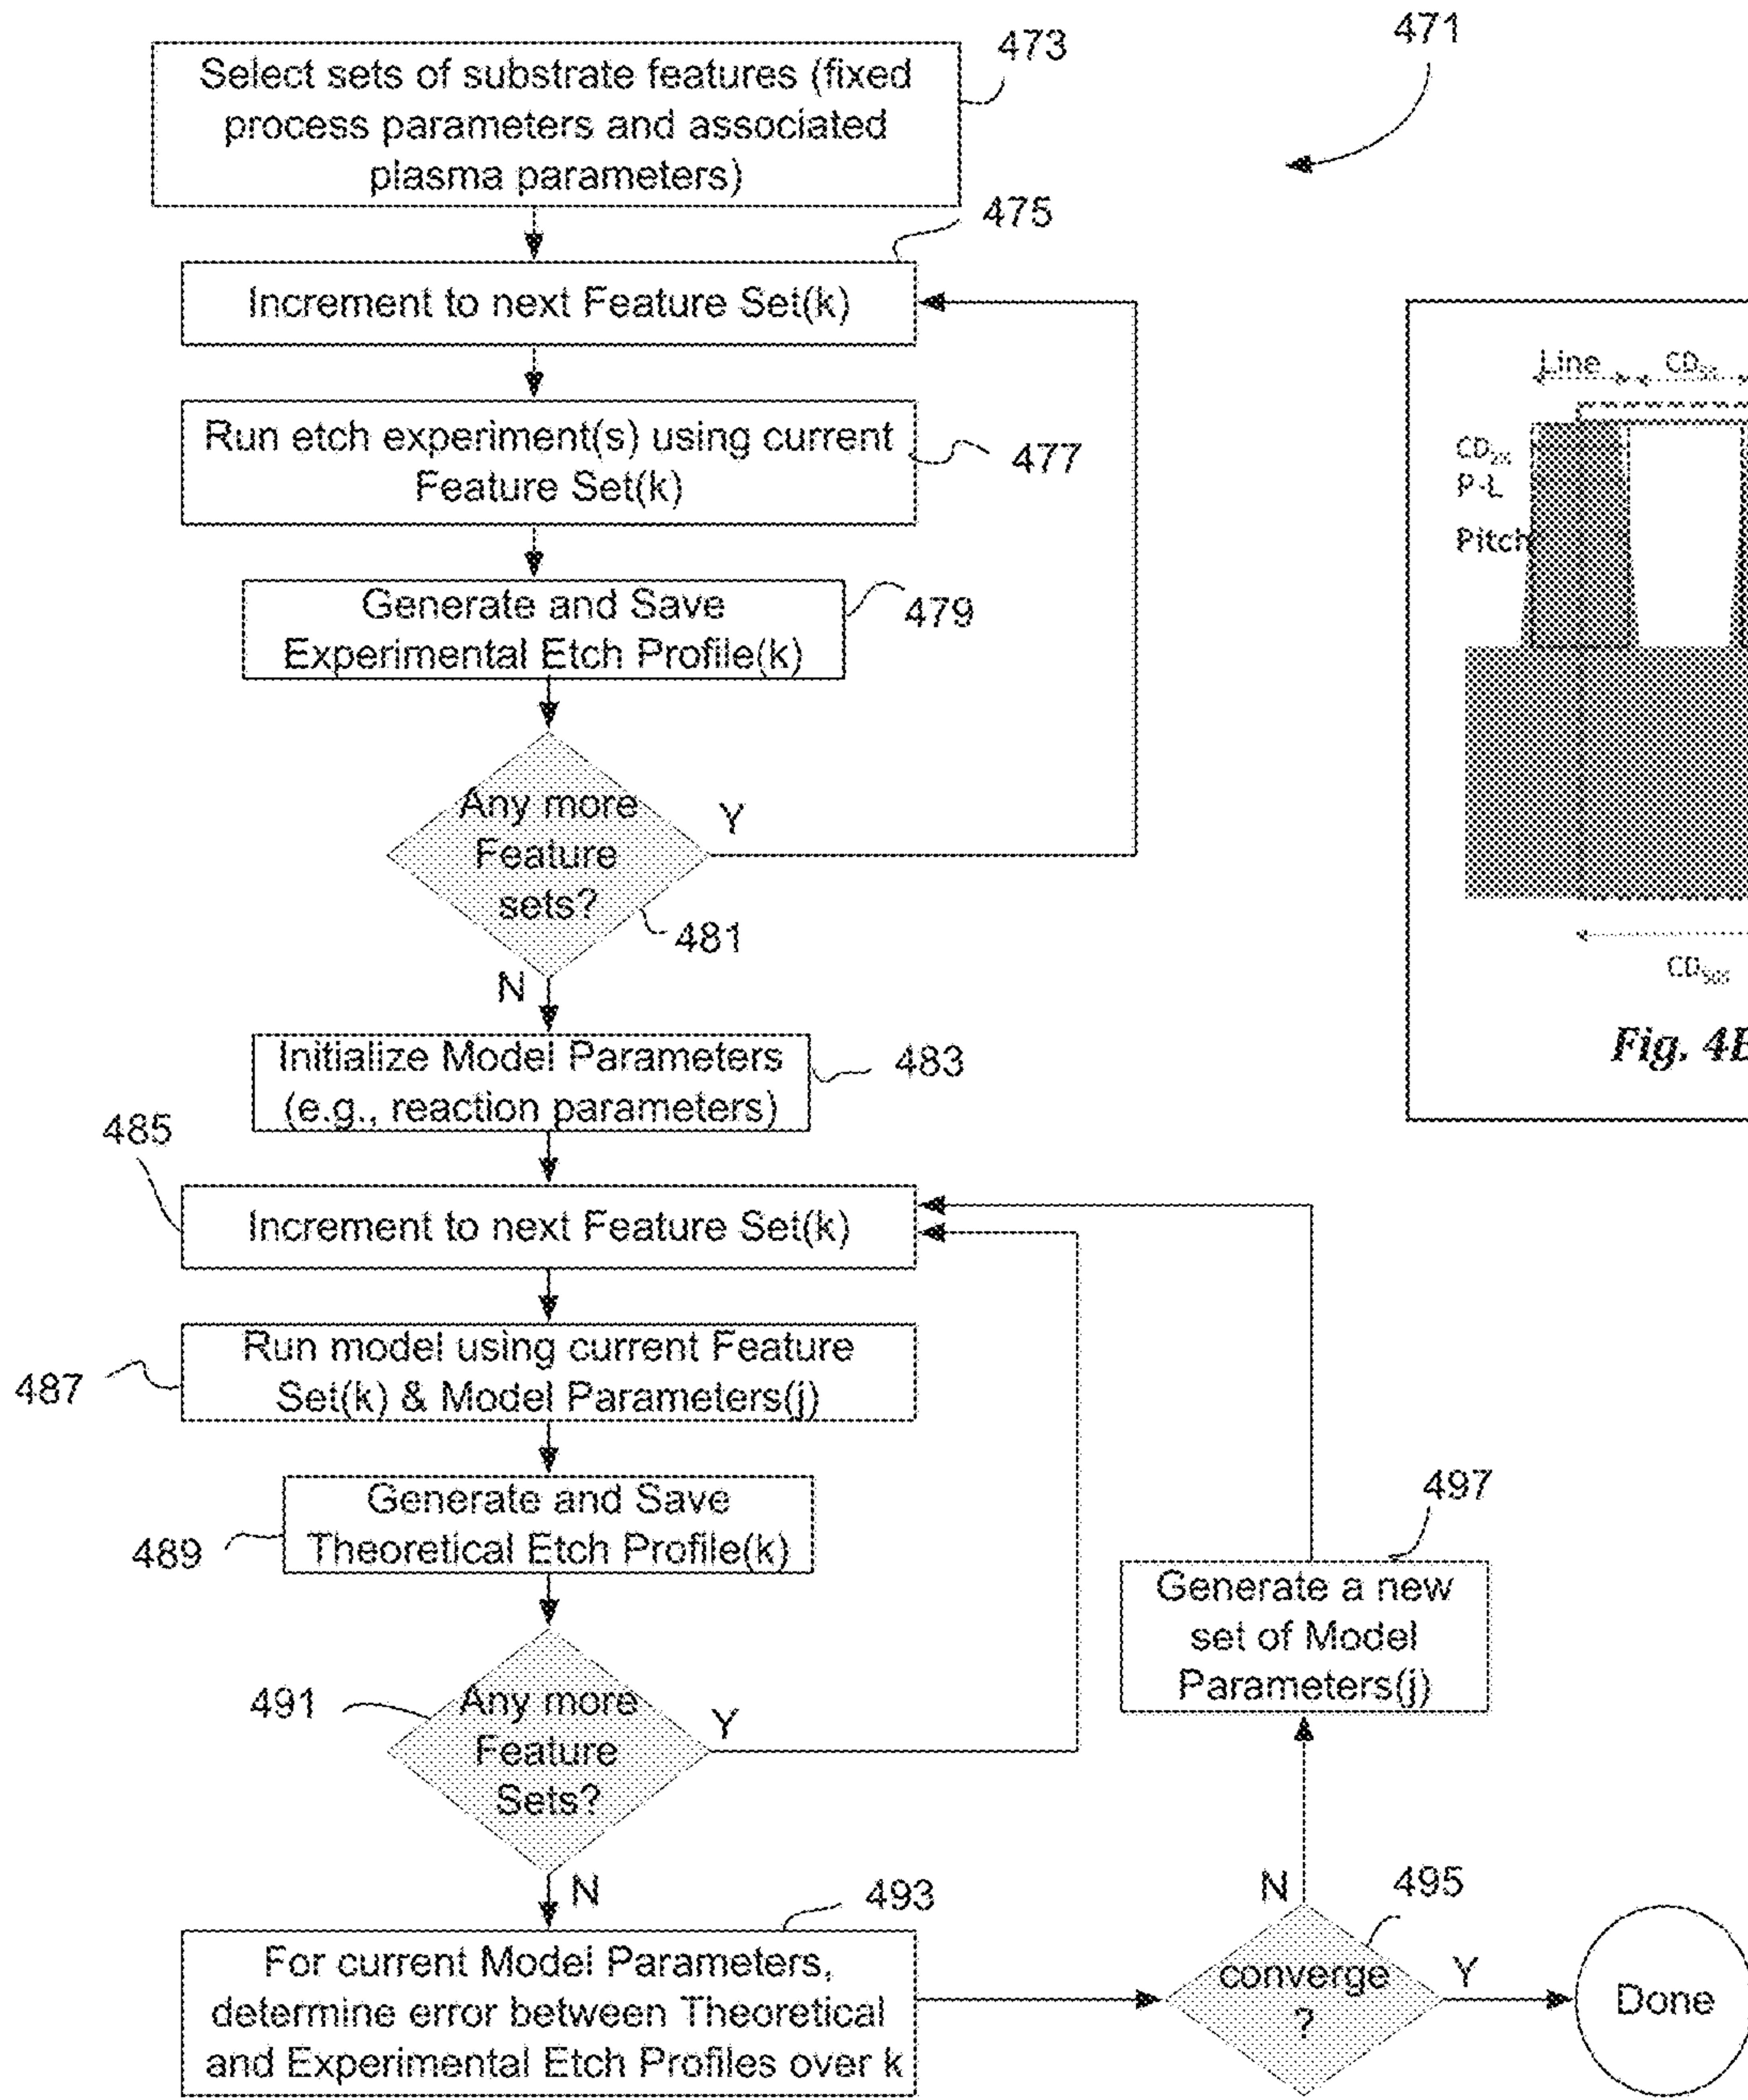 471
473
Select sets of substrate features (fixed
process parameters and associated
plasma parameters)
475
Increment to next Feature Set(k)
Run etch experiment(s) using current
Feature Set(k)
477
Generate and Save
Experimental Etch Profile(k)
479
Any more
Feature
sets?
Y
481
N
Initialize Model Parameters
(e.g., reaction parameters)
483
485
Increment to next Feature Set(k)
Run model using current Feature
Set(k) & Model Parameters(j)
487
Generate and Save
Theoretical Etch Profile(k)
489
491
Any more
Feature
Sets?
Y
N
493
For current Model Parameters,
determine error between Theoretical
and Experimental Etch Profiles over k
495
converge
?
N
Y
Done
497
Generate a new
set of Model
Parameters(j)
Line
P-L
Pitch
Fig.